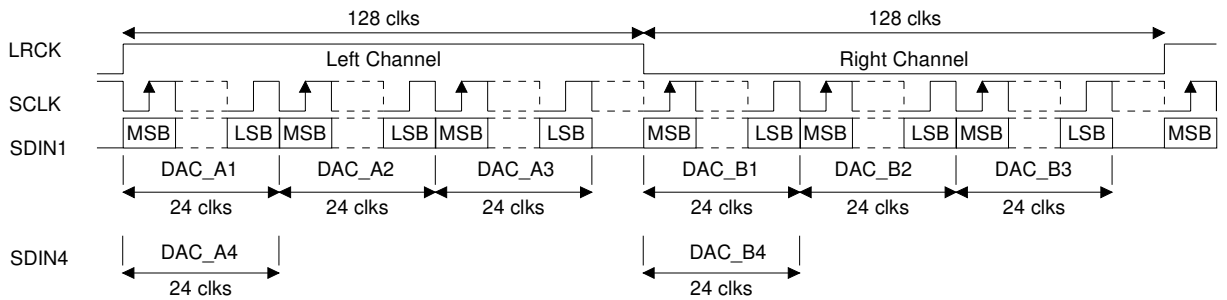 128 clks 128 clks
LRCK Left Channel Right Channel
SCLK
SDIN1 MSB LSB MSB LSB MSB LSB MSB LSB MSB LSB MSB LSB MSB
DAC_A1 DAC_A2 DAC_A3 DAC_B1 DAC_B2 DAC_B3
24 clks 24 clks 24 clks 24 clks 24 clks 24 clks
SDIN4 DAC_A4 DAC_B4
24 clks 24 clks